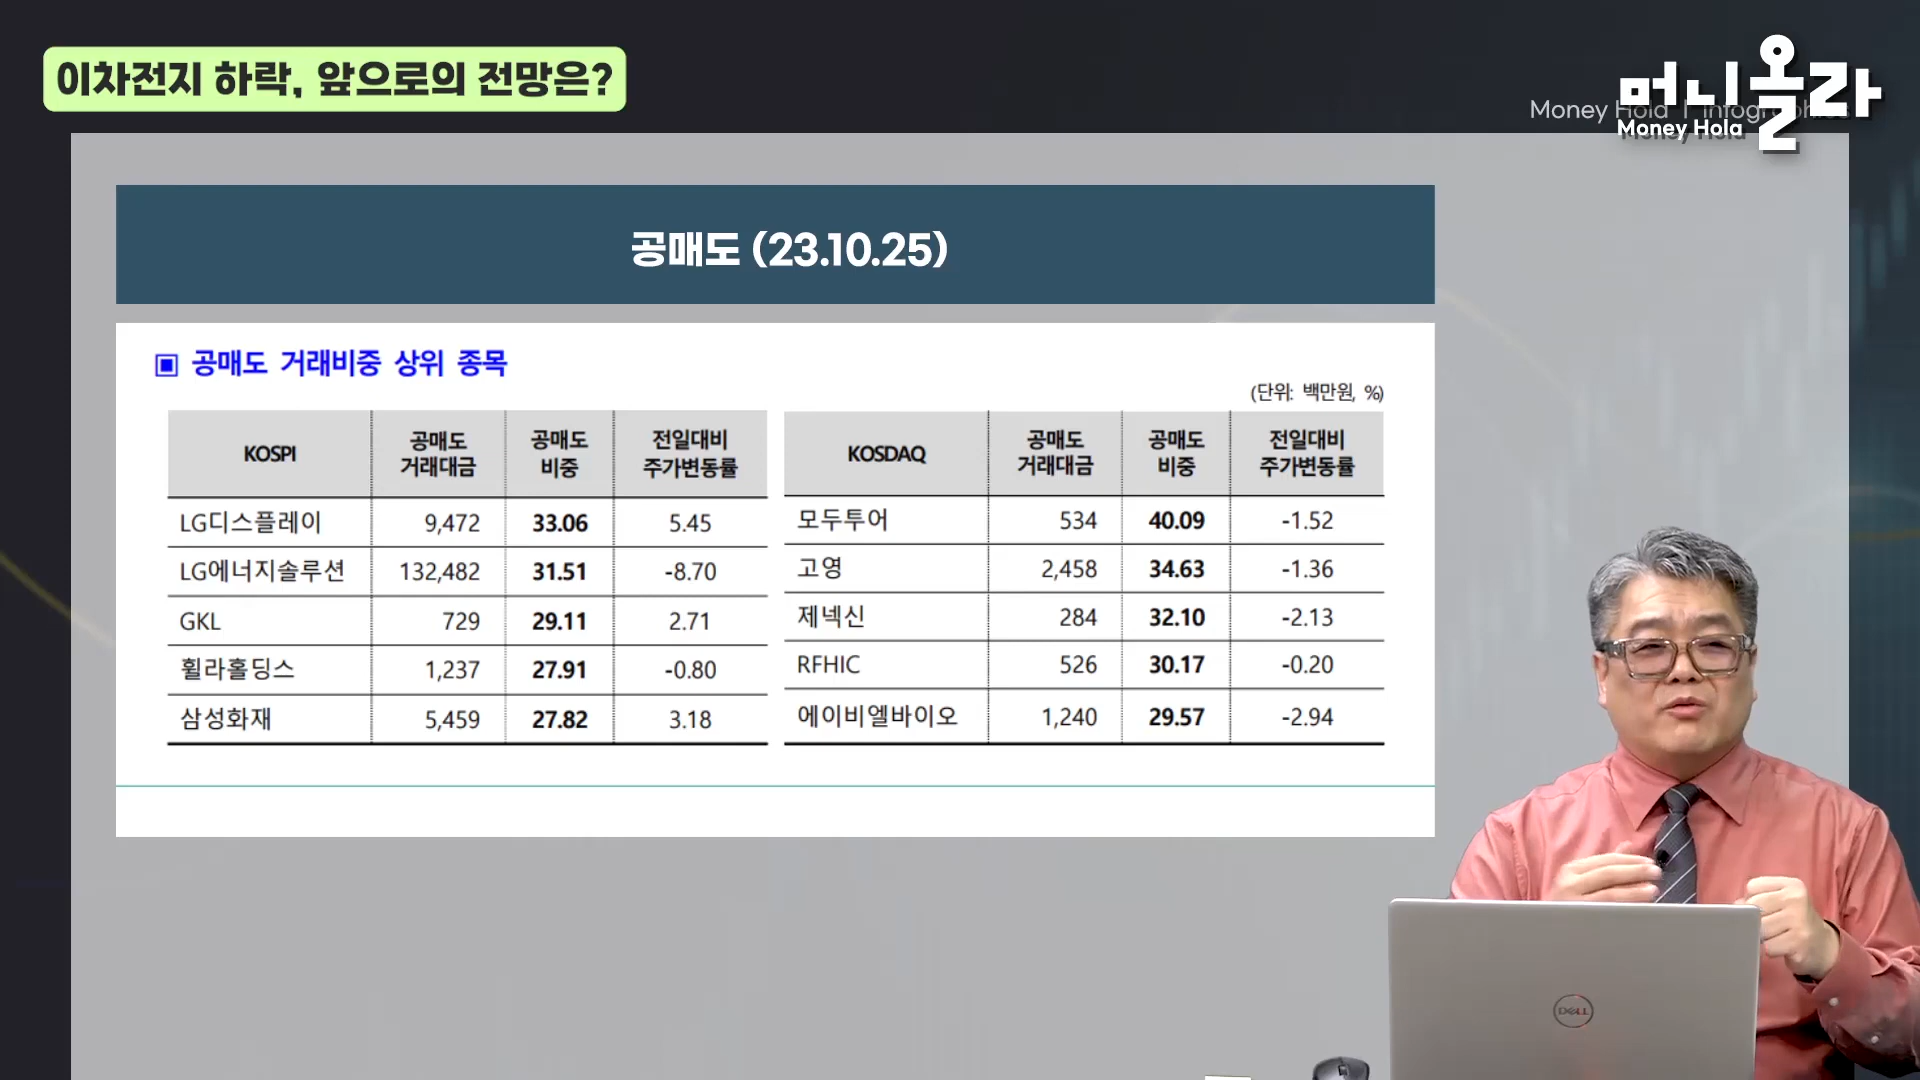 이차전지 하락, 앞으로의 전망은?
머니올라
Money Hola
공매도 (23.10.25)
▣ 공매도 거래비중 상위 종목
(단위: 백만원, %)
KOSPI 공매도 거래대금 공매도 비중 전일대비 주가변동률
LG디스플레이 9,472 33.06 5.45
LG에너지솔루션 132,482 31.51 -8.70
GKL 729 29.11 2.71
휠라홀딩스 1,237 27.91 -0.80
삼성화재 5,459 27.82 3.18
KOSDAQ 공매도 거래대금 공매도 비중 전일대비 주가변동률
모두투어 534 40.09 -1.52
고영 2,458 34.63 -1.36
제넥신 284 32.10 -2.13
RFHIC 526 30.17 -0.20
에이비엘바이오 1,240 29.57 -2.94
DELL